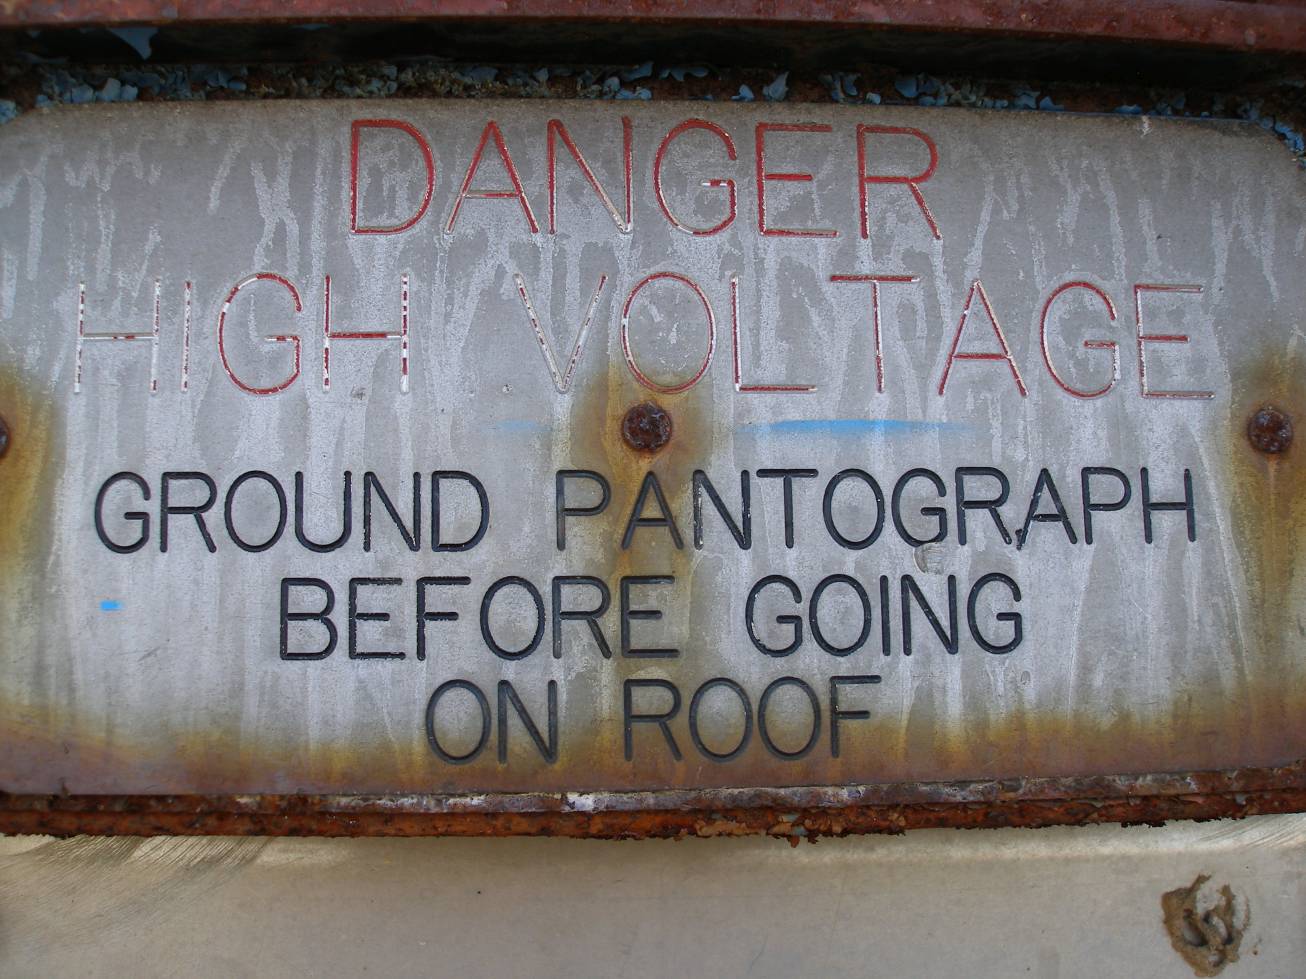 DANGER
HIGH VOLTAGE
GROUND PANTOGRAPH
BEFORE GOING
ON ROOF